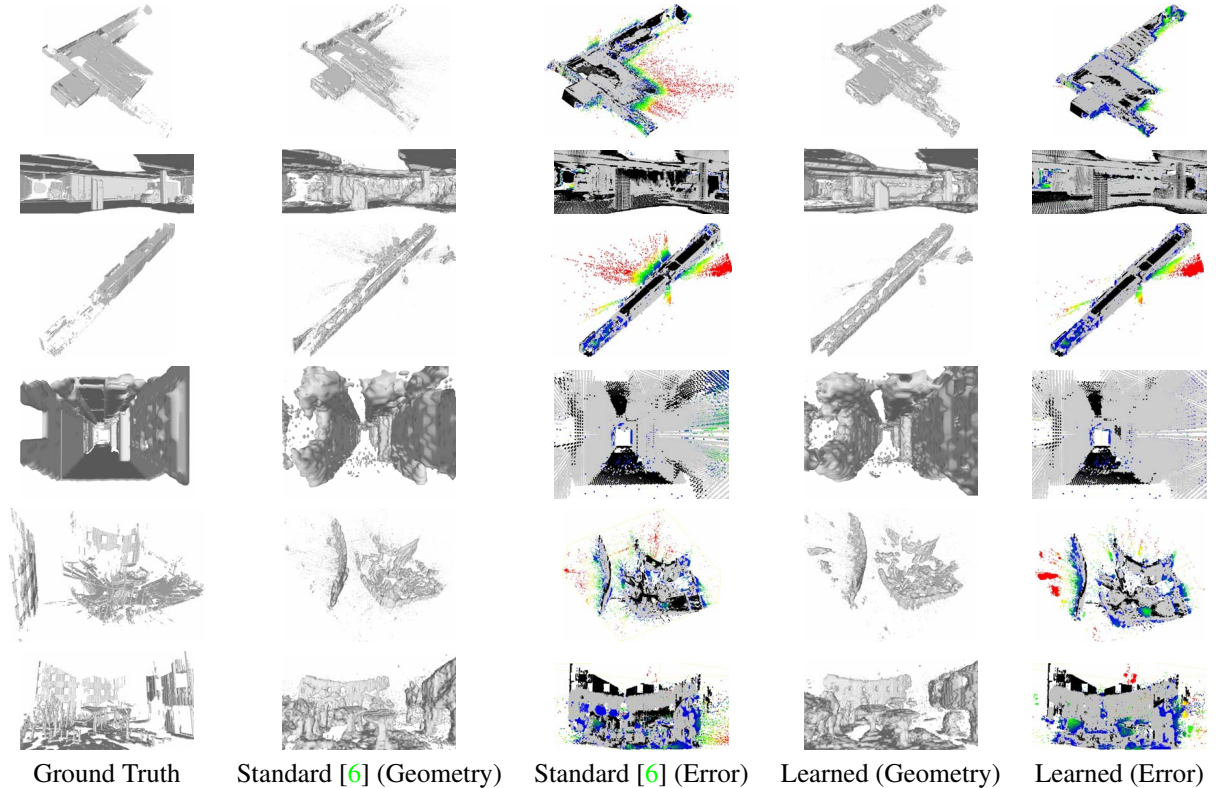 Ground Truth
Standard [6] (Geometry)
Standard [6] (Error)
Learned (Geometry)
Learned (Error)